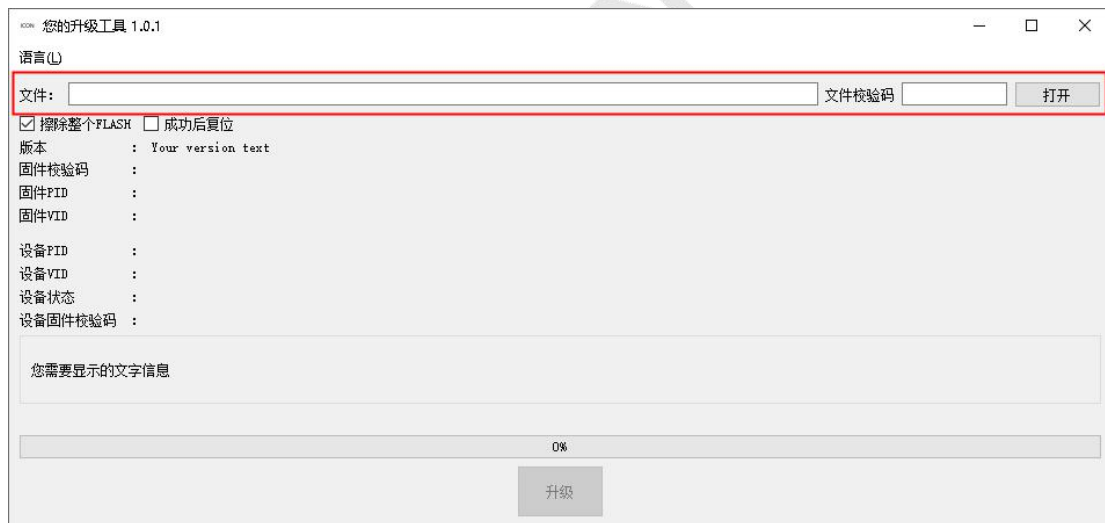 ICON 您的升级工具 1.0.1
语言(L)
文件： 文件校验码 打开
擦除整个FLASH 成功后复位
版本 : Your version text
固件校验码 :
固件PID :
固件VID :
设备PID :
设备VID :
设备状态 :
设备固件校验码 :
您需要显示的文字信息
0%
升级